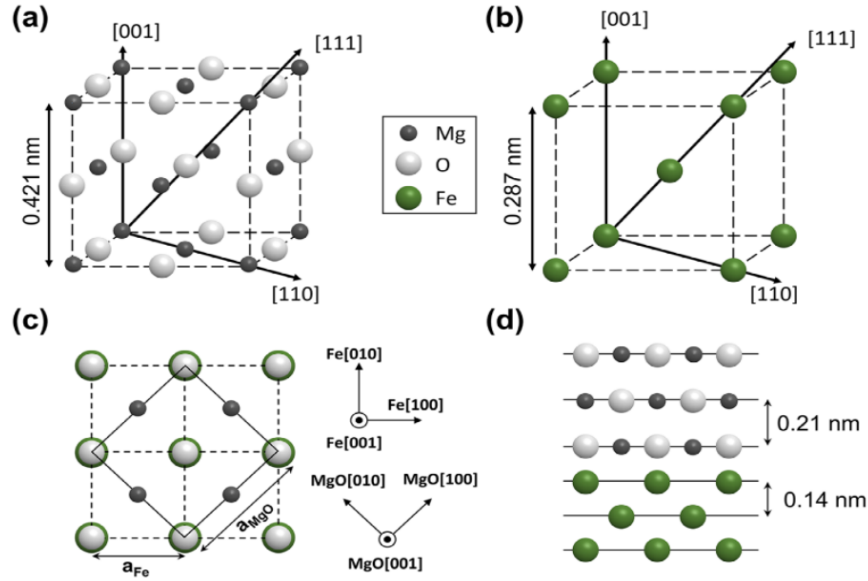 (a)
[001]
[111]
0.421 nm
[110]
Mg
O
Fe
(b)
[001]
[111]
0.287 nm
[110]
(c)
aFe
aMgO
Fe[010]
Fe[100]
Fe[001]
MgO[010]
MgO[100]
MgO[001]
(d)
0.21 nm
0.14 nm